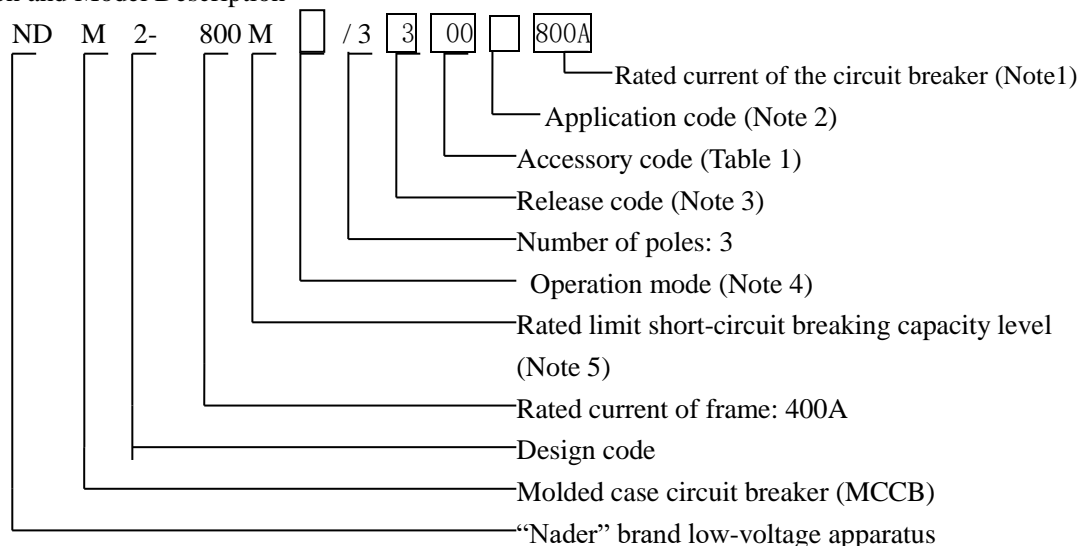 and Model Description
ND M 2- 800 M / 3 3 00 800A
Rated current of the circuit breaker (Note1)
Application code (Note 2)
Accessory code (Table 1)
Release code (Note 3)
Number of poles: 3
Operation mode (Note 4)
Rated limit short-circuit breaking capacity level
(Note 5)
Rated current of frame: 400A
Design code
Molded case circuit breaker (MCCB)
“Nader” brand low-voltage apparatus